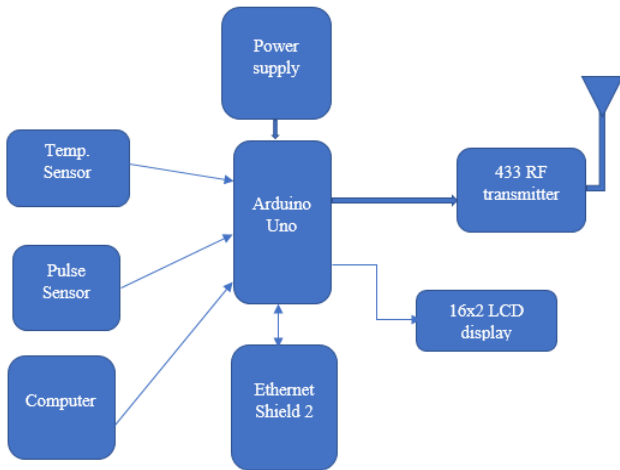 Power
supply
Temp.
Sensor
Arduino
Uno
433 RF
transmitter
Pulse
Sensor
16x2 LCD
display
Computer
Ethernet
Shield 2